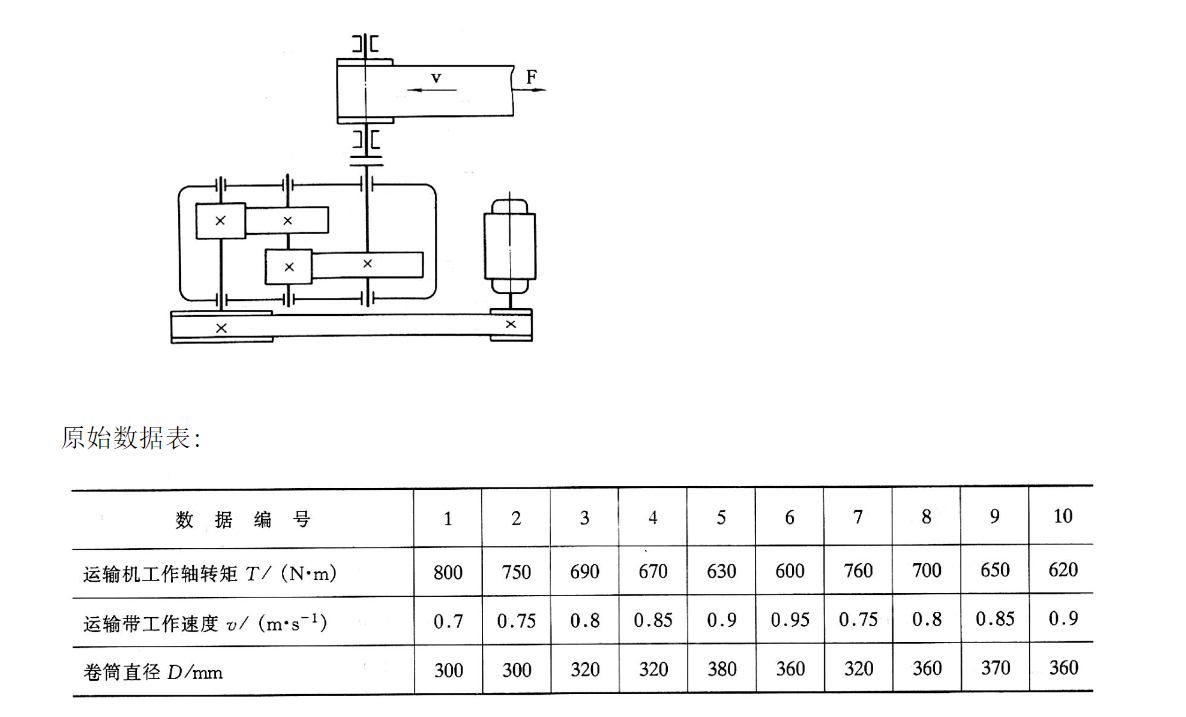 v F
原始数据表:
数 据 编 号 1 2 3 4 5 6 7 8 9 10
运输机工作轴转矩 T/ (N·m) 800 750 690 670 630 600 760 700 650 620
运输带工作速度 v/ (m·s⁻¹) 0.7 0.75 0.8 0.85 0.9 0.95 0.75 0.8 0.85 0.9
卷筒直径 D/mm 300 300 320 320 380 360 320 360 370 360